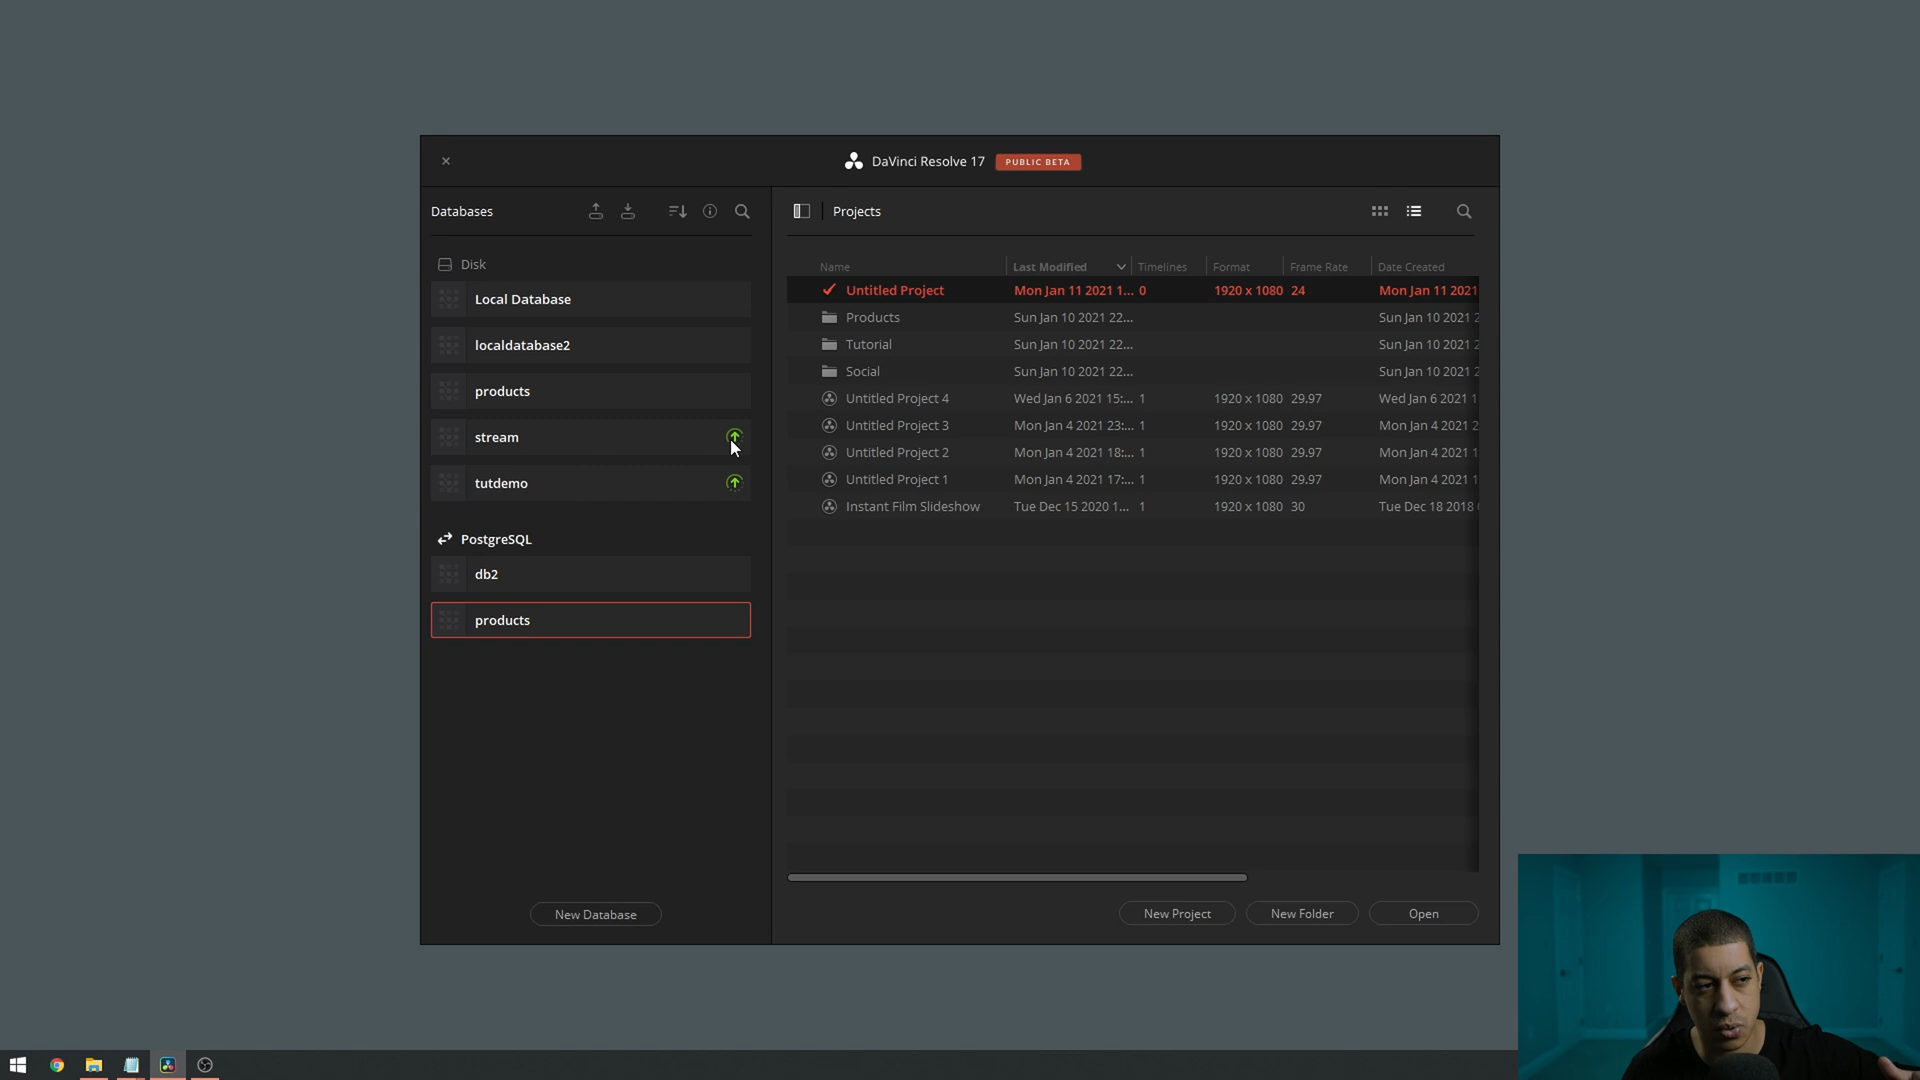 DaVinci Resolve 17 PUBLIC BETA
Databases
Projects
Disk
Local Database
localdatabase2
products
stream
tutdemo
PostgreSQL
db2
products
New Database
Name Last Modified Timelines Format Frame Rate Date Created
Untitled Project Mon Jan 11 2021 1... 0 1920 x 1080 24 Mon Jan 11 2021
Products Sun Jan 10 2021 22... Sun Jan 10 2021 2
Tutorial Sun Jan 10 2021 22... Sun Jan 10 2021 2
Social Sun Jan 10 2021 22... Sun Jan 10 2021 2
Untitled Project 4 Wed Jan 6 2021 15:... 1 1920 x 1080 29.97 Wed Jan 6 2021 1
Untitled Project 3 Mon Jan 4 2021 23:... 1 1920 x 1080 29.97 Mon Jan 4 2021 2
Untitled Project 2 Mon Jan 4 2021 18:... 1 1920 x 1080 29.97 Mon Jan 4 2021 1
Untitled Project 1 Mon Jan 4 2021 17:... 1 1920 x 1080 29.97 Mon Jan 4 2021 1
Instant Film Slideshow Tue Dec 15 2020 1... 1 1920 x 1080 30 Tue Dec 18 2018
New Project New Folder Open